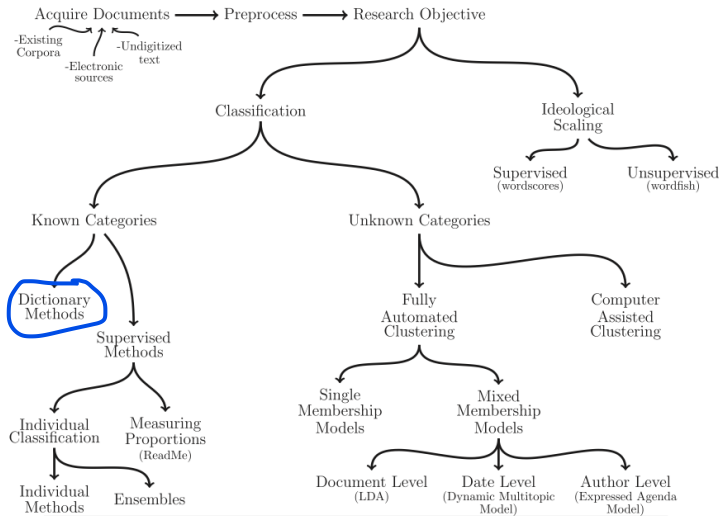 Acquire Documents
Preprocess
Research Objective
-Existing
Corpora
-Electronic
sources
-Undigitized
text
Classification
Ideological
Scaling
Supervised
(wordscores)
Unsupervised
(wordfish)
Known Categories
Unknown Categories
Dictionary
Methods
Supervised
Methods
Fully
Automated
Clustering
Computer
Assisted
Clustering
Individual
Classification
Measuring
Proportions
(ReadMe)
Single
Membership
Models
Mixed
Membership
Models
Individual
Methods
Ensembles
Document Level
(LDA)
Date Level
(Dynamic Multitopic
Model)
Author Level
(Expressed Agenda
Model)